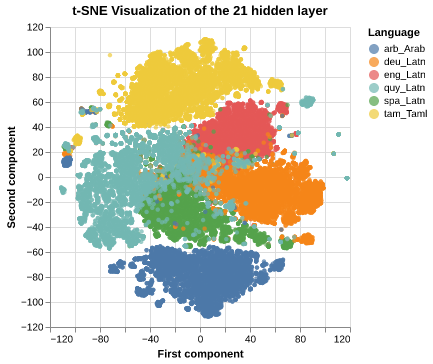 t-SNE Visualization of the 21 hidden layer
120
100
80
60
40
20
0
−20
−40
−60
−80
−100
−120
−120 −80 −40 0 40 80 120
Second component
First component
Language
arb_Arab
deu_Latn
eng_Latn
quy_Latn
spa_Latn
tam_Taml